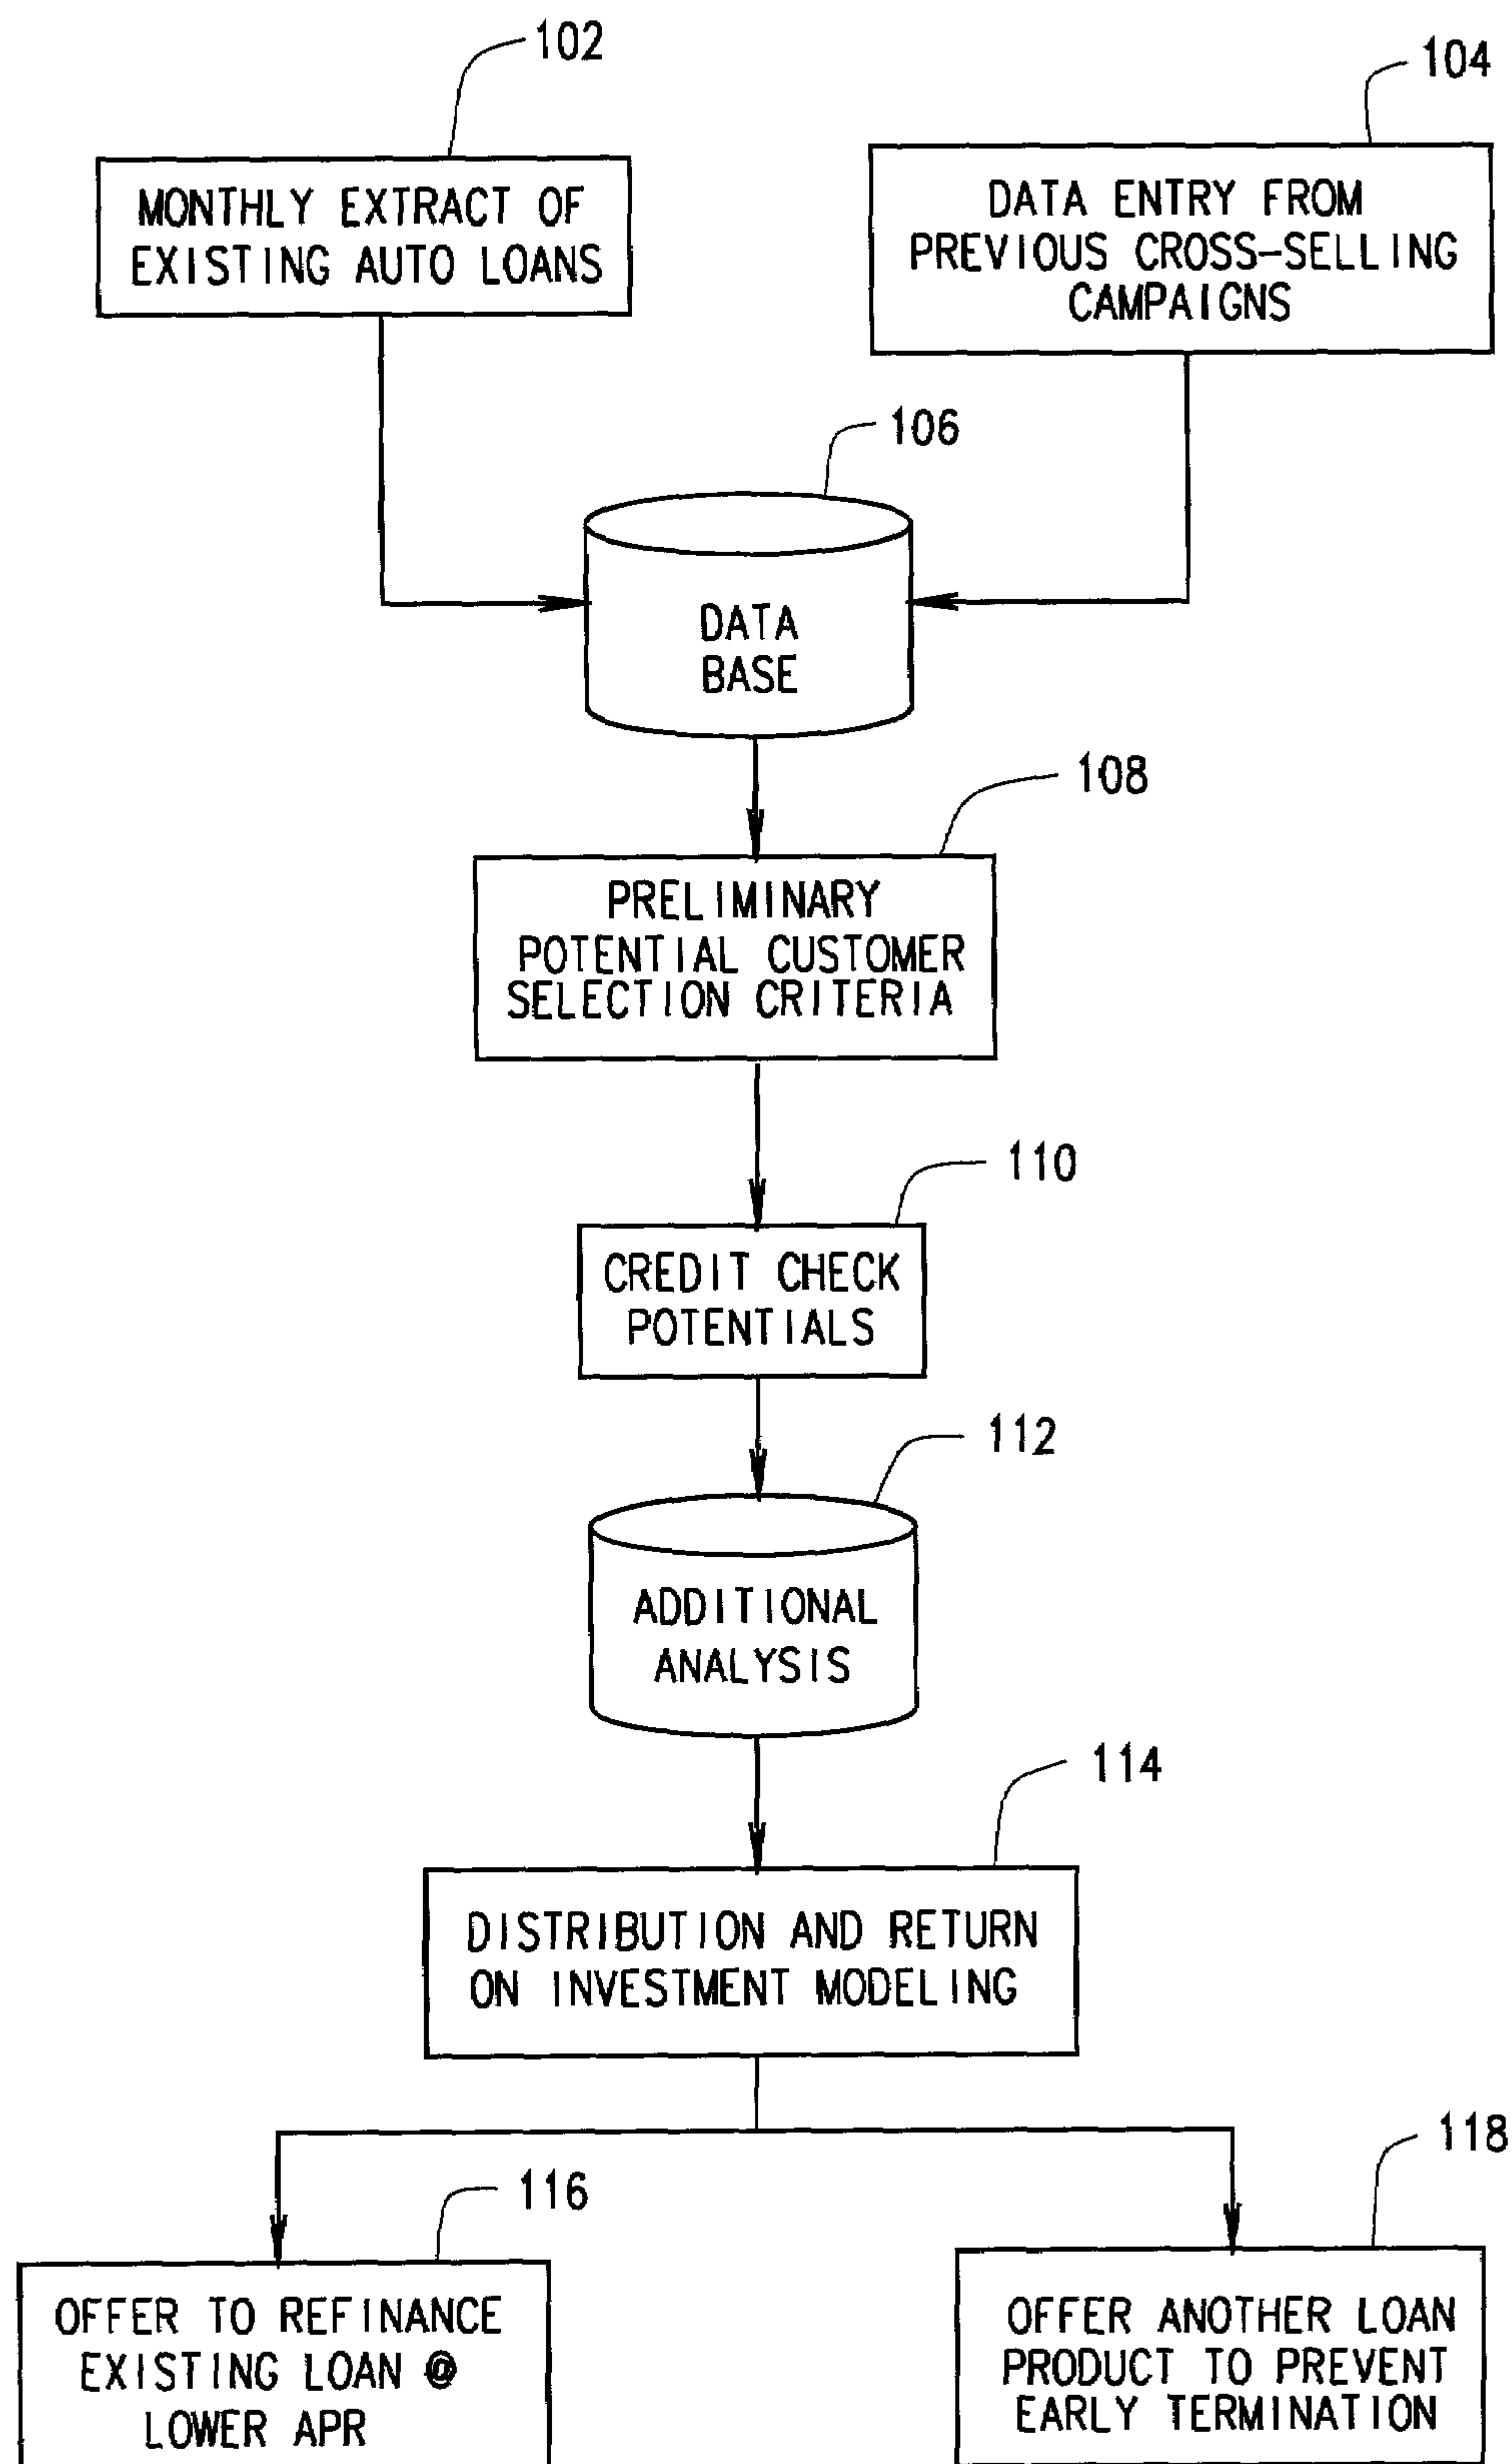 102
104
MONTHLY EXTRACT OF
EXISTING AUTO LOANS
DATA ENTRY FROM
PREVIOUS CROSS-SELLING
CAMPAIGNS
106
DATA
BASE
108
PRELIMINARY
POTENTIAL CUSTOMER
SELECTION CRITERIA
110
CREDIT CHECK
POTENTIALS
112
ADDITIONAL
ANALYSIS
114
DISTRIBUTION AND RETURN
ON INVESTMENT MODELING
116
118
OFFER TO REFINANCE
EXISTING LOAN @
LOWER APR
OFFER ANOTHER LOAN
PRODUCT TO PREVENT
EARLY TERMINATION